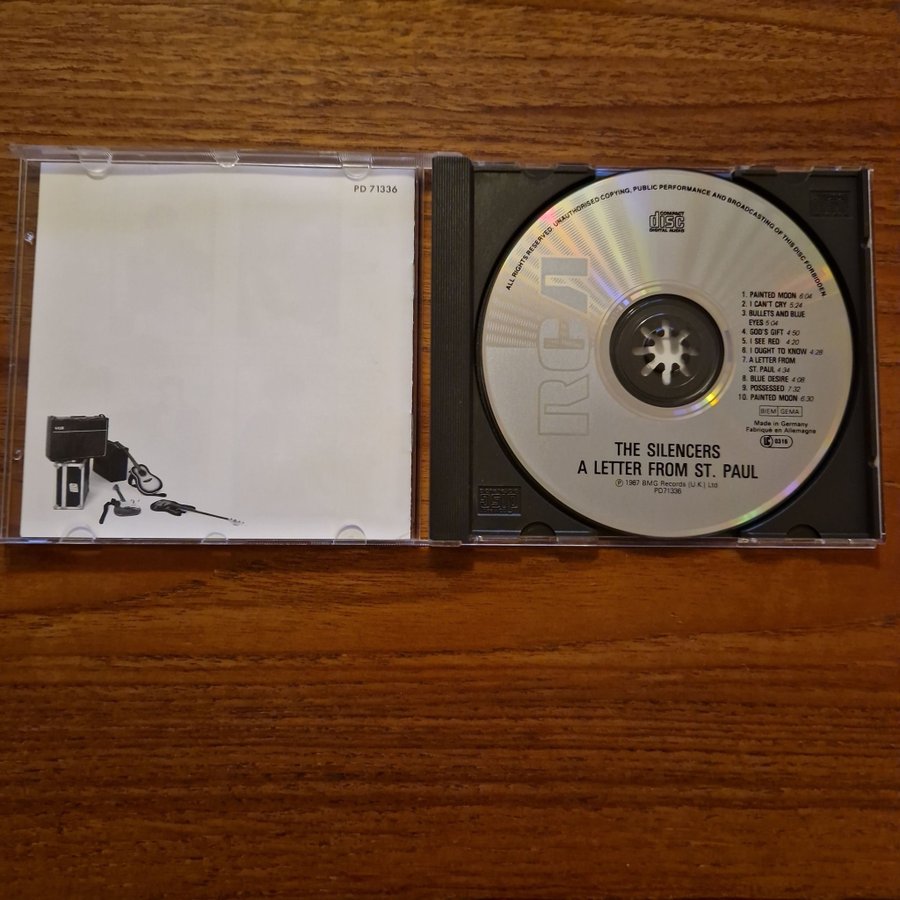 PD 71336
ALL RIGHTS RESERVED. UNAUTHORISED COPYING, PUBLIC PERFORMANCE AND BROADCASTING OF THIS DISC FORBIDDEN
COMPACT
disc
DIGITAL AUDIO
RCA
1. PAINTED MOON 6:04
2. I CAN'T CRY 5:24
3. BULLETS AND BLUE
EYES 5:04
4. GOD'S GIFT 4:50
5. I SEE RED 4:20
6. I OUGHT TO KNOW 4:28
7. A LETTER FROM
ST. PAUL 4:34
8. BLUE DESIRE 4:08
9. POSSESSED 7:32
10. PAINTED MOON 6:30
BIEM GEMA
Made in Germany
Fabriqué en Allemagne
LC 0316
THE SILENCERS
A LETTER FROM ST. PAUL
Ⓟ 1987 BMG Records (U.K.) Ltd
PD71336